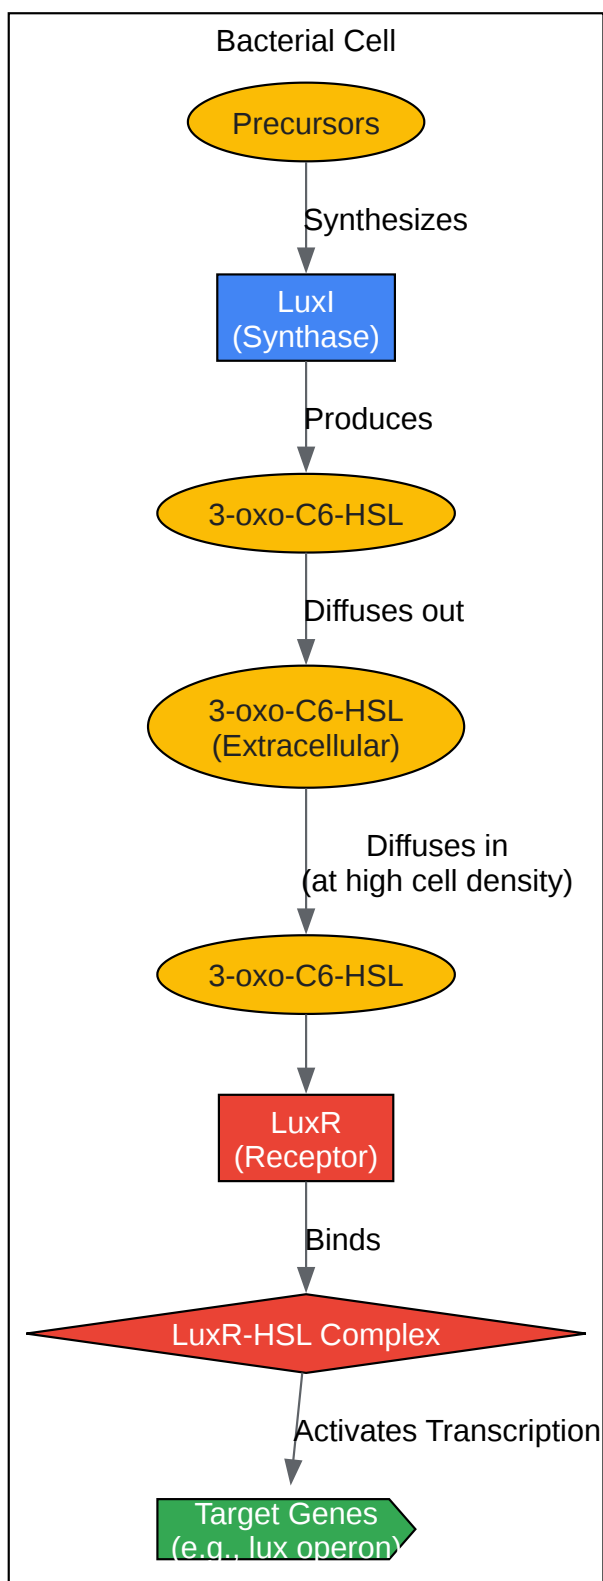 Bacterial Cell
Precursors
Synthesizes
LuxI
(Synthase)
Produces
3-oxo-C6-HSL
Diffuses out
3-oxo-C6-HSL
(Extracellular)
Diffuses in
(at high cell density)
3-oxo-C6-HSL
LuxR
(Receptor)
Binds
LuxR-HSL Complex
Activates Transcription
Target Genes
(e.g., lux operon)